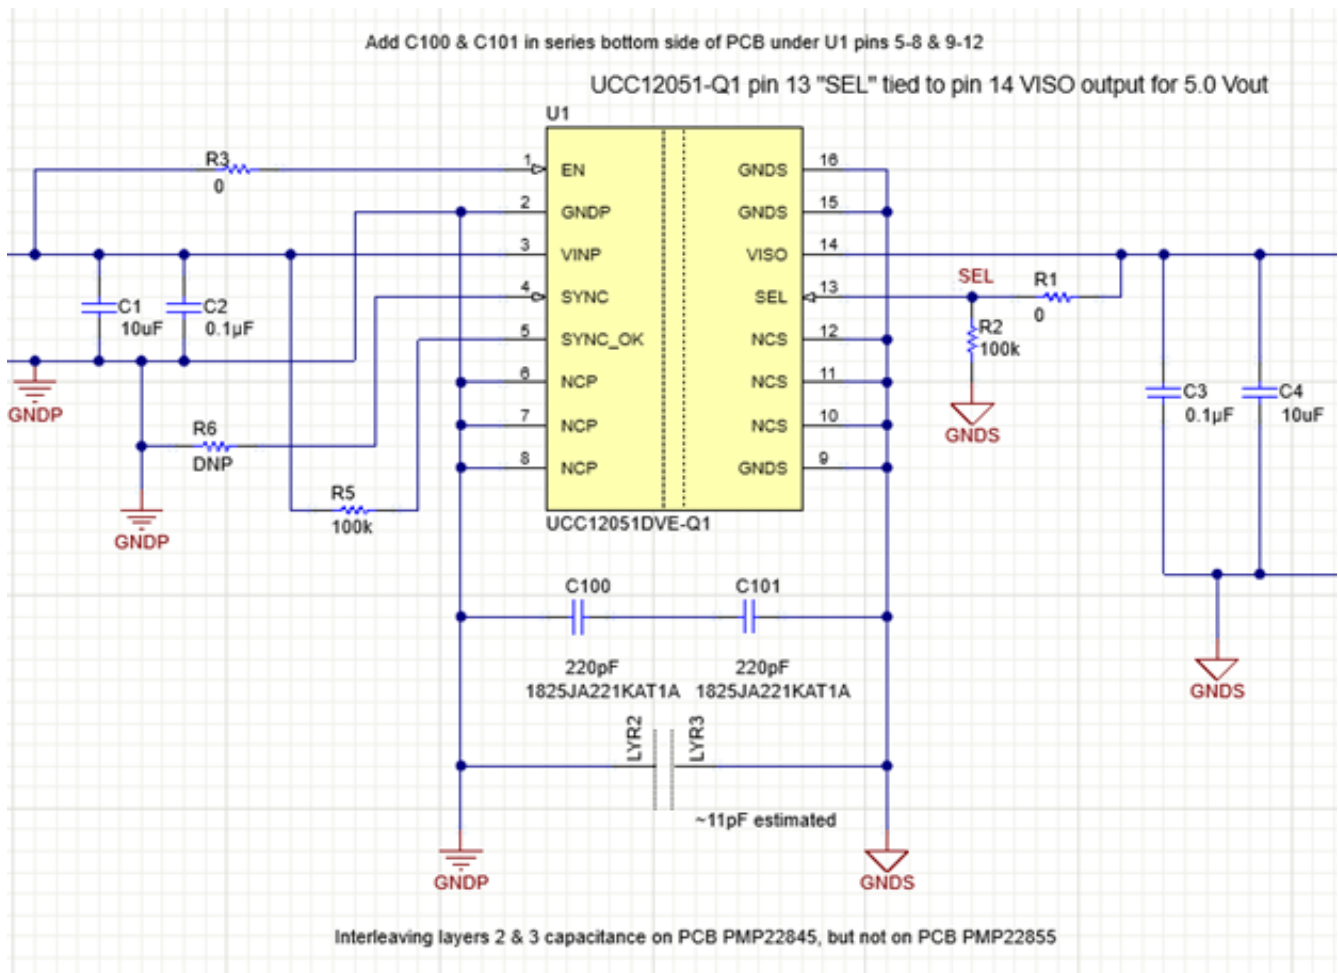 Add C100 & C101 in series bottom side of PCB under U1 pins 5-8 & 9-12
UCC12051-Q1 pin 13 "SEL" tied to pin 14 VISO output for 5.0 Vout
U1
R3
0
1
EN
GNDS
16
2
GNDP
GNDS
15
3
VINP
VISO
14
SEL
R1
0
4
SYNC
SEL
13
C1
10uF
C2
0.1µF
R2
100k
5
SYNC_OK
NCS
12
6
NCP
NCS
11
C3
0.1µF
C4
10uF
GNDP
7
NCP
NCS
10
GNDS
R6
DNP
8
NCP
GNDS
9
R5
100k
UCC12051DVE-Q1
GNDP
C100
C101
220pF
220pF
1825JA221KAT1A
1825JA221KAT1A
GNDS
LYR2
LYR3
~11pF estimated
GNDP
GNDS
Interleaving layers 2 & 3 capacitance on PCB PMP22845, but not on PCB PMP22855